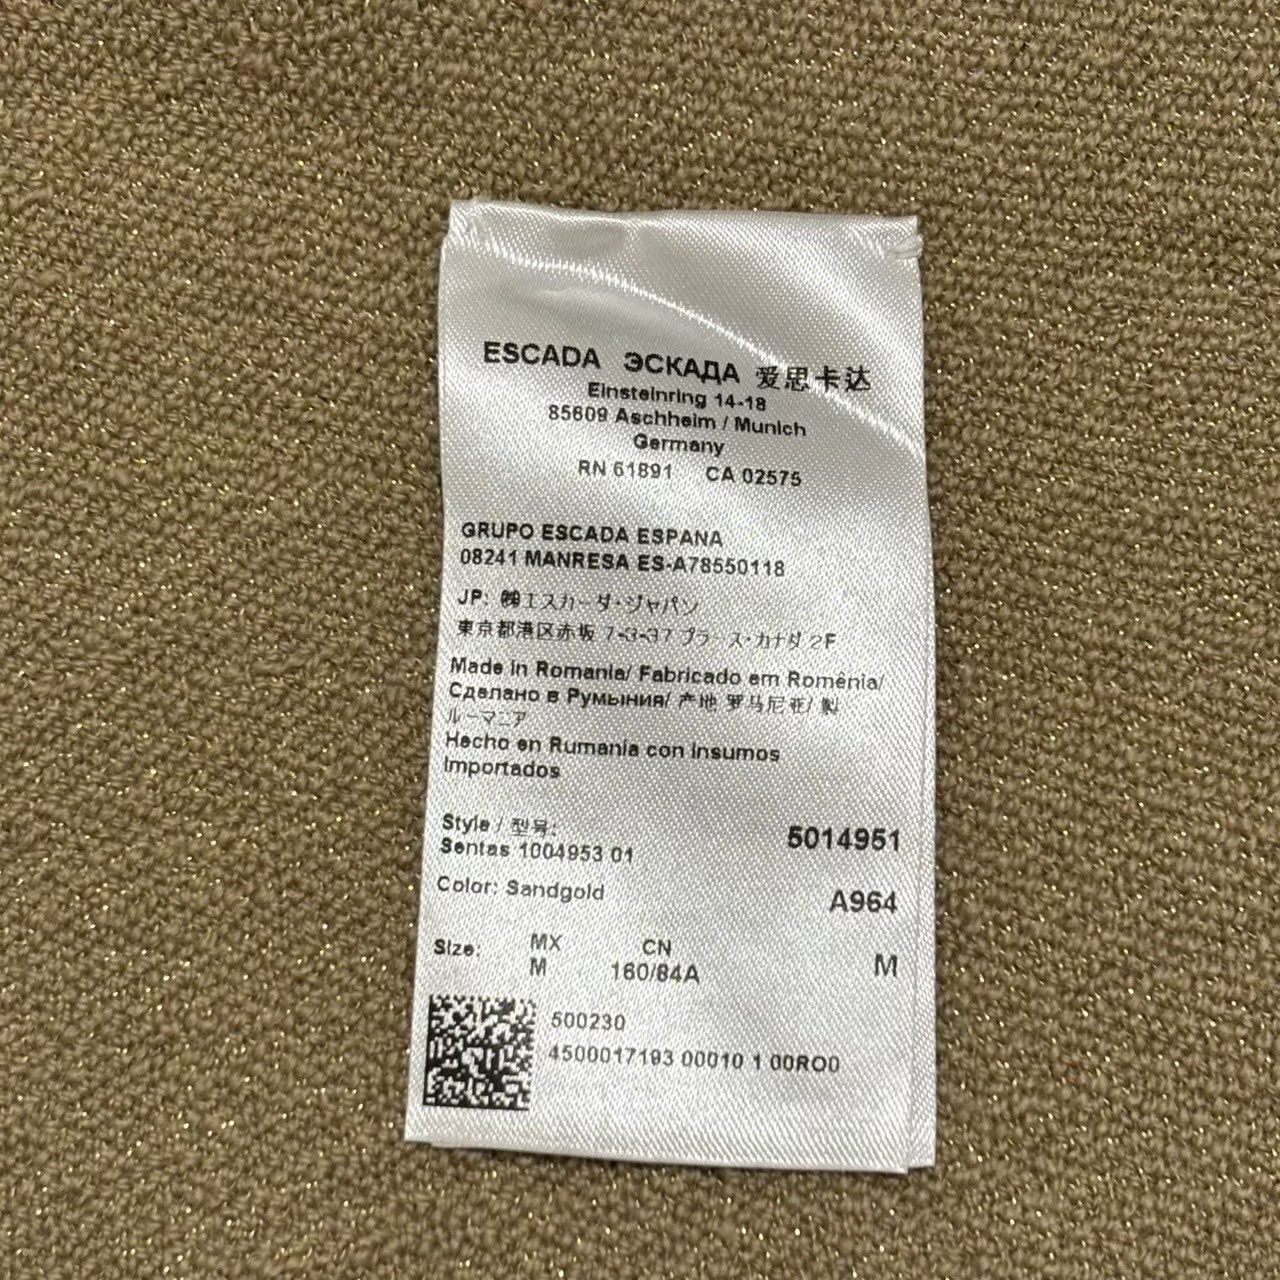 ESCADA ЭСКАДА 爱思卡达
Einsteinring 14-18
85609 Aschheim / Munich
Germany
RN 61891 CA 02575
GRUPO ESCADA ESPANA
08241 MANRESA ES-A78550118
JP: ㈱エスカーダ・ジャパン
東京都港区赤坂 7-3-37 プラース・カナダ 2F
Made in Romania/ Fabricado em Romênia/
Сделано в Румыния/ 产地 罗马尼亚/ 製
ルーマニア
Hecho en Rumania con insumos
importados
Style / 型号: 5014951
Sentas 1004953 01
Color: Sandgold A964
Size: MX CN
M 160/84A M
500230
4500017193 00010 1 00RO0